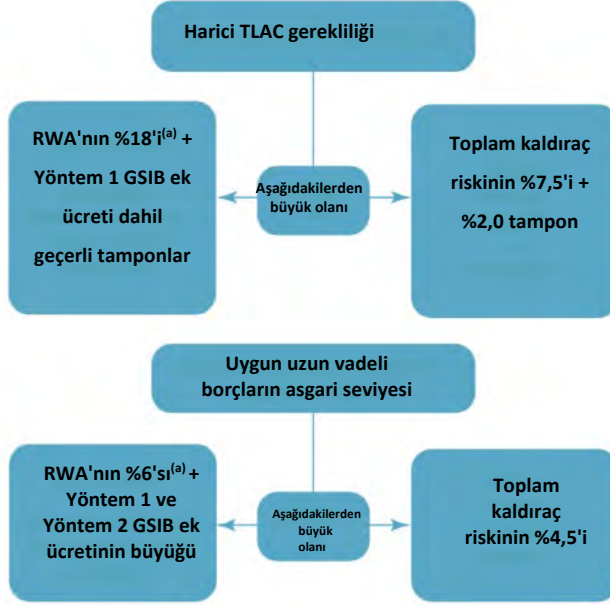 Harici TLAC gerekliliği
RWA'nın %18'i(a) +
Yöntem 1 GSIB ek
ücreti dahil
geçerli tamponlar
Aşağıdakilerden
büyük olanı
Toplam kaldıraç
riskinin %7,5'i +
%2,0 tampon
Uygun uzun vadeli
borçların asgari seviyesi
RWA'nın %6'sı(a) +
Yöntem 1 ve
Yöntem 2 GSIB ek
ücretinin büyüğü
Aşağıdakilerden
büyük
olanı
Toplam
kaldıraç
riskinin %4,5'i